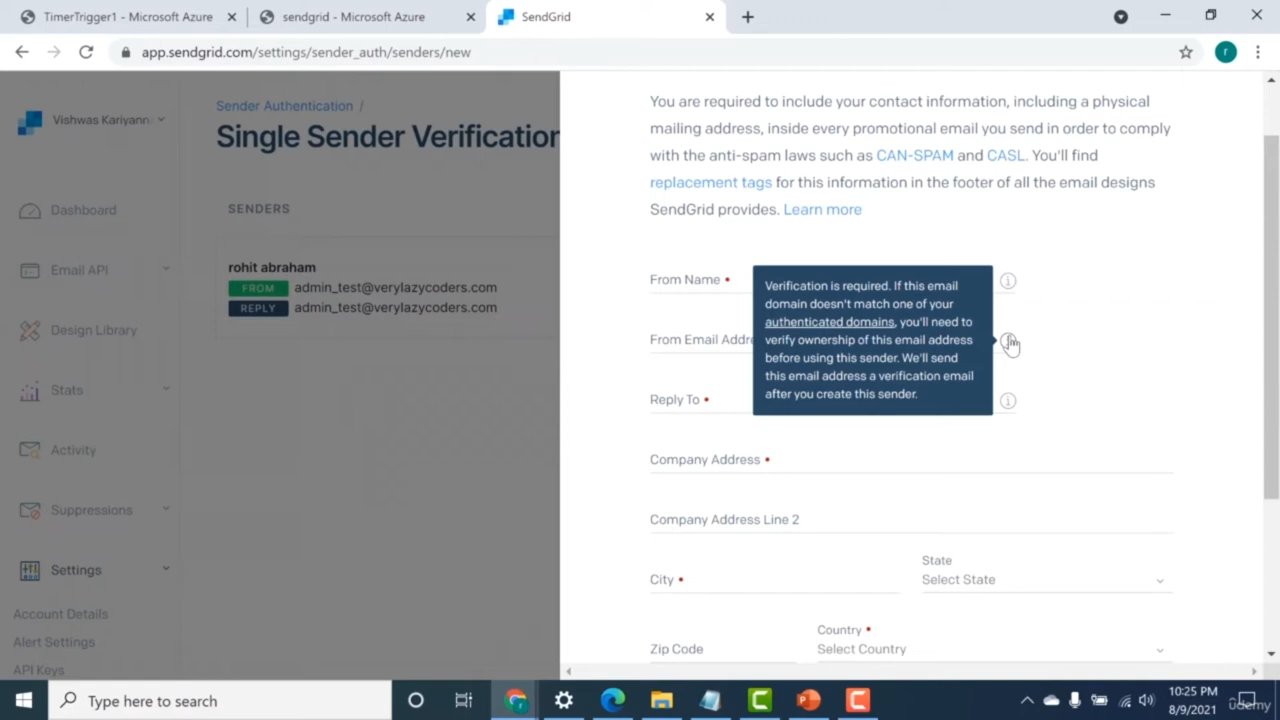 TimerTrigger1 - Microsoft Azure
sendgrid - Microsoft Azure
SendGrid
app.sendgrid.com/settings/sender_auth/senders/new
r
Vishwas Kariyann
Dashboard
Email API
Design Library
Stats
Activity
Suppressions
Settings
Account Details
Alert Settings
API Keys
Sender Authentication /
Single Sender Verification
SENDERS
rohit abraham
FROM admin_test@verylazycoders.com
REPLY admin_test@verylazycoders.com
You are required to include your contact information, including a physical
mailing address, inside every promotional email you send in order to comply
with the anti-spam laws such as CAN-SPAM and CASL. You'll find
replacement tags for this information in the footer of all the email designs
SendGrid provides. Learn more
From Name •
From Email Addre
Verification is required. If this email
domain doesn't match one of your
authenticated domains, you'll need to
verify ownership of this email address
before using this sender. We'll send
this email address a verification email
after you create this sender.
Reply To •
Company Address •
Company Address Line 2
City •
State
Select State
Zip Code
Country •
Select Country
Type here to search
10:25 PM
8/9/2021
udemy